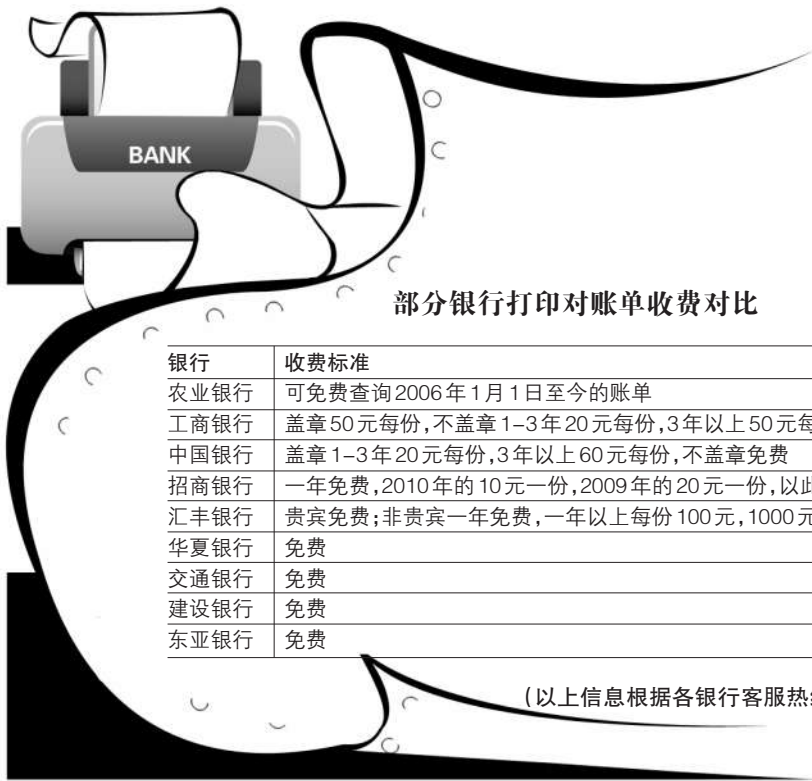 BANK
部分银行打印对账单收费对比
银行 收费标准
农业银行 可免费查询2006年1月1日至今的账单
工商银行 盖章50元每份,不盖章1-3年20元每份,3年以上50元每
中国银行 盖章1-3年20元每份,3年以上60元每份,不盖章免费
招商银行 一年免费,2010年的10元一份,2009年的20元一份,以此
汇丰银行 贵宾免费;非贵宾一年免费,一年以上每份100元,1000元
华夏银行 免费
交通银行 免费
建设银行 免费
东亚银行 免费
(以上信息根据各银行客服热